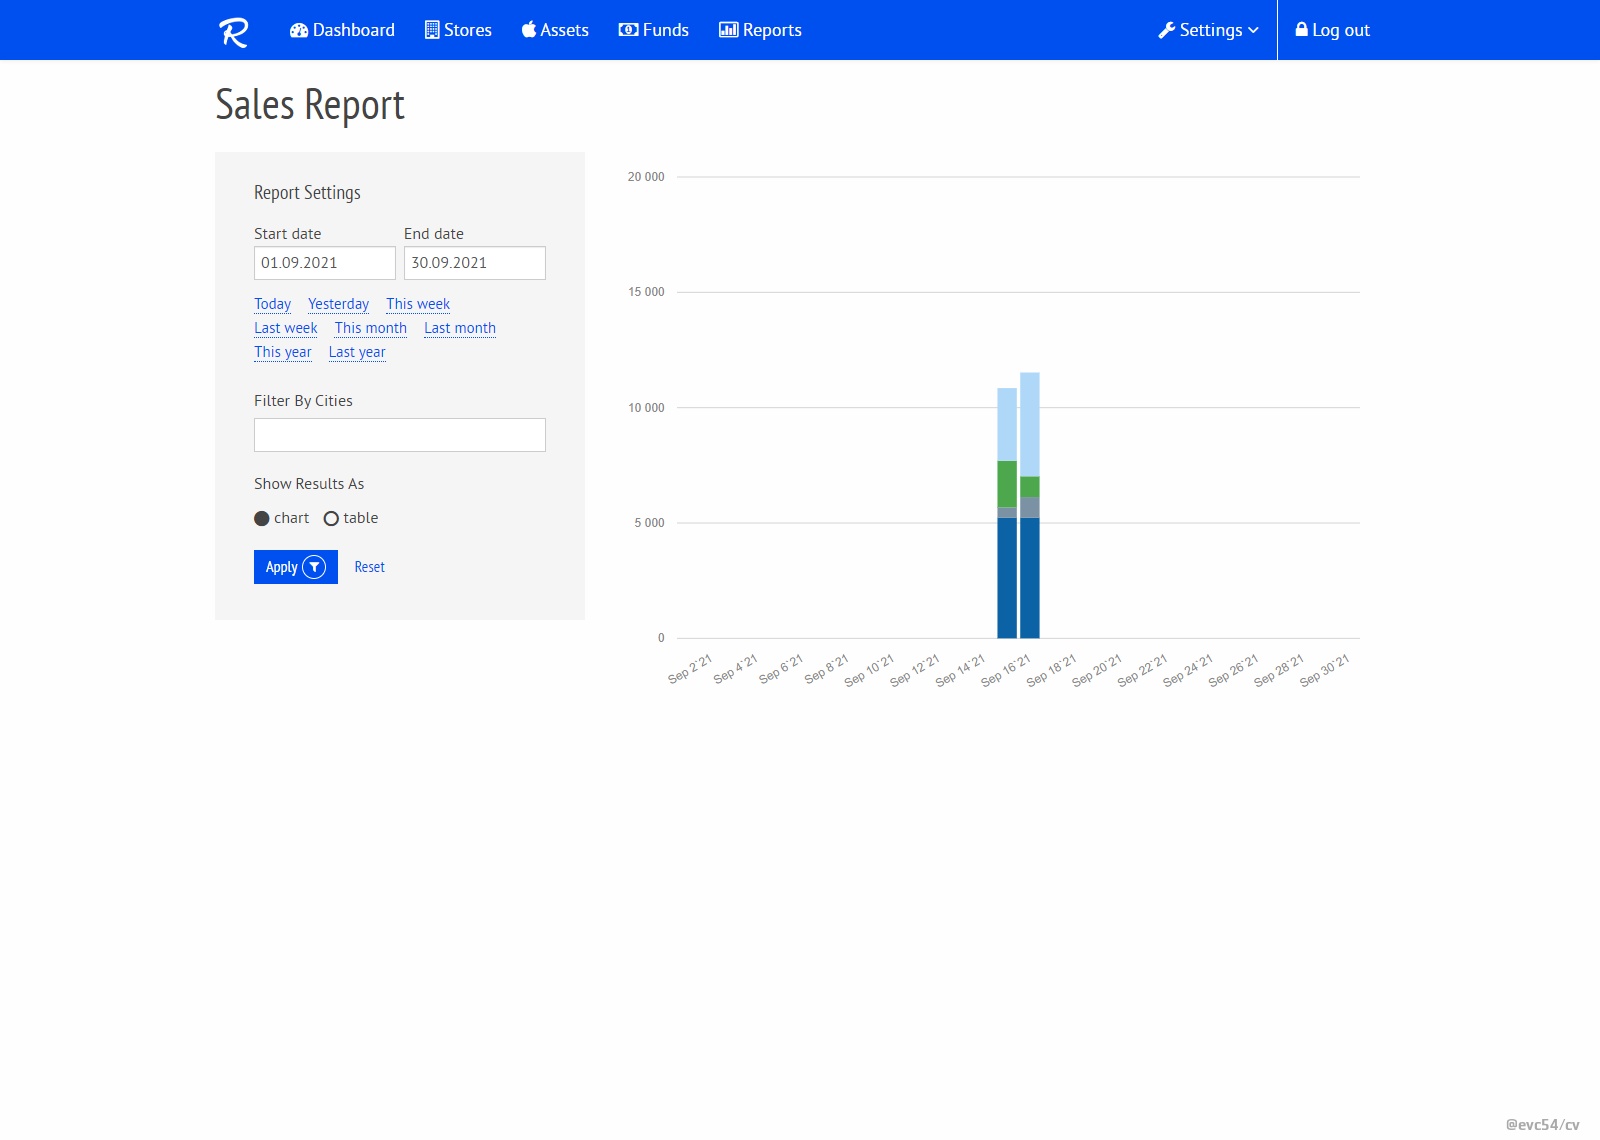 R Dashboard Stores Assets Funds Reports Settings Log out
Sales Report
Report Settings
Start date End date
01.09.2021 30.09.2021
Today Yesterday This week
Last week This month Last month
This year Last year
Filter By Cities
Show Results As
chart table
Apply Reset
20 000
15 000
10 000
5 000
0
Sep 2`21 Sep 4`21 Sep 6`21 Sep 8`21 Sep 10`21 Sep 12`21 Sep 14`21 Sep 16`21 Sep 18`21 Sep 20`21 Sep 22`21 Sep 24`21 Sep 26`21 Sep 28`21 Sep 30`21
@evc54/cv